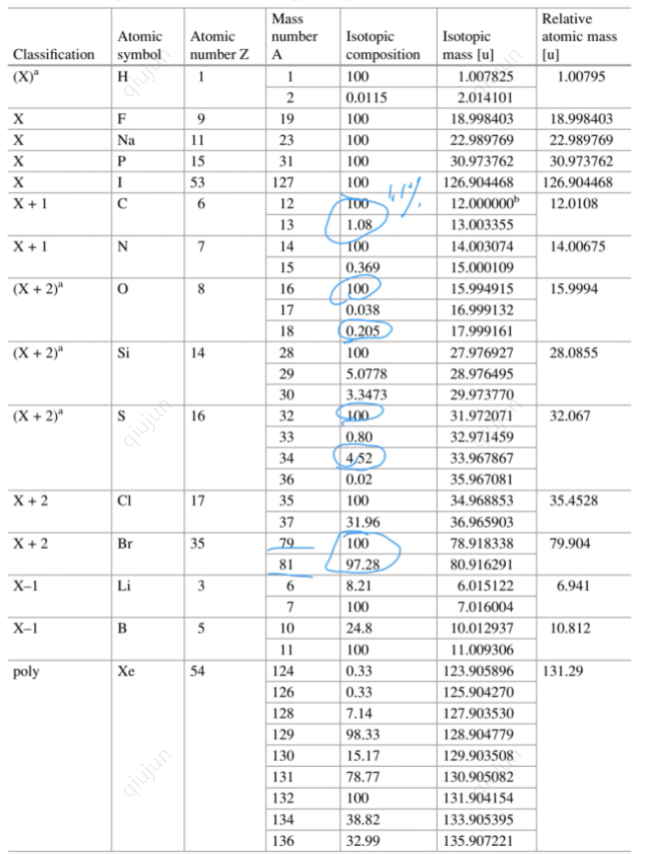 Classification Atomic symbol Atomic number Z Mass number A Isotopic composition Isotopic mass [u] Relative atomic mass [u]
(X)ᵃ H 1 1 100 1.007825 1.00795
2 0.0115 2.014101
X F 9 19 100 18.998403 18.998403
X Na 11 23 100 22.989769 22.989769
X P 15 31 100 30.973762 30.973762
X I 53 127 100 126.904468 126.904468
X + 1 C 6 12 100 1,1% 12.000000ᵇ 12.0108
13 1.08 13.003355
X + 1 N 7 14 100 14.003074 14.00675
15 0.369 15.000109
(X + 2)ᵃ O 8 16 100 15.994915 15.9994
17 0.038 16.999132
18 0.205 17.999161
(X + 2)ᵃ Si 14 28 100 27.976927 28.0855
29 5.0778 28.976495
30 3.3473 29.973770
(X + 2)ᵃ S 16 32 100 31.972071 32.067
33 0.80 32.971459
34 4.52 33.967867
36 0.02 35.967081
X + 2 Cl 17 35 100 34.968853 35.4528
37 31.96 36.965903
X + 2 Br 35 79 100 78.918338 79.904
81 97.28 80.916291
X–1 Li 3 6 8.21 6.015122 6.941
7 100 7.016004
X–1 B 5 10 24.8 10.012937 10.812
11 100 11.009306
poly Xe 54 124 0.33 123.905896 131.29
126 0.33 125.904270
128 7.14 127.903530
129 98.33 128.904779
130 15.17 129.903508
131 78.77 130.905082
132 100 131.904154
134 38.82 133.905395
136 32.99 135.907221
qiujun
qiujun
qiujun
qiujun
qiujun
qiujun